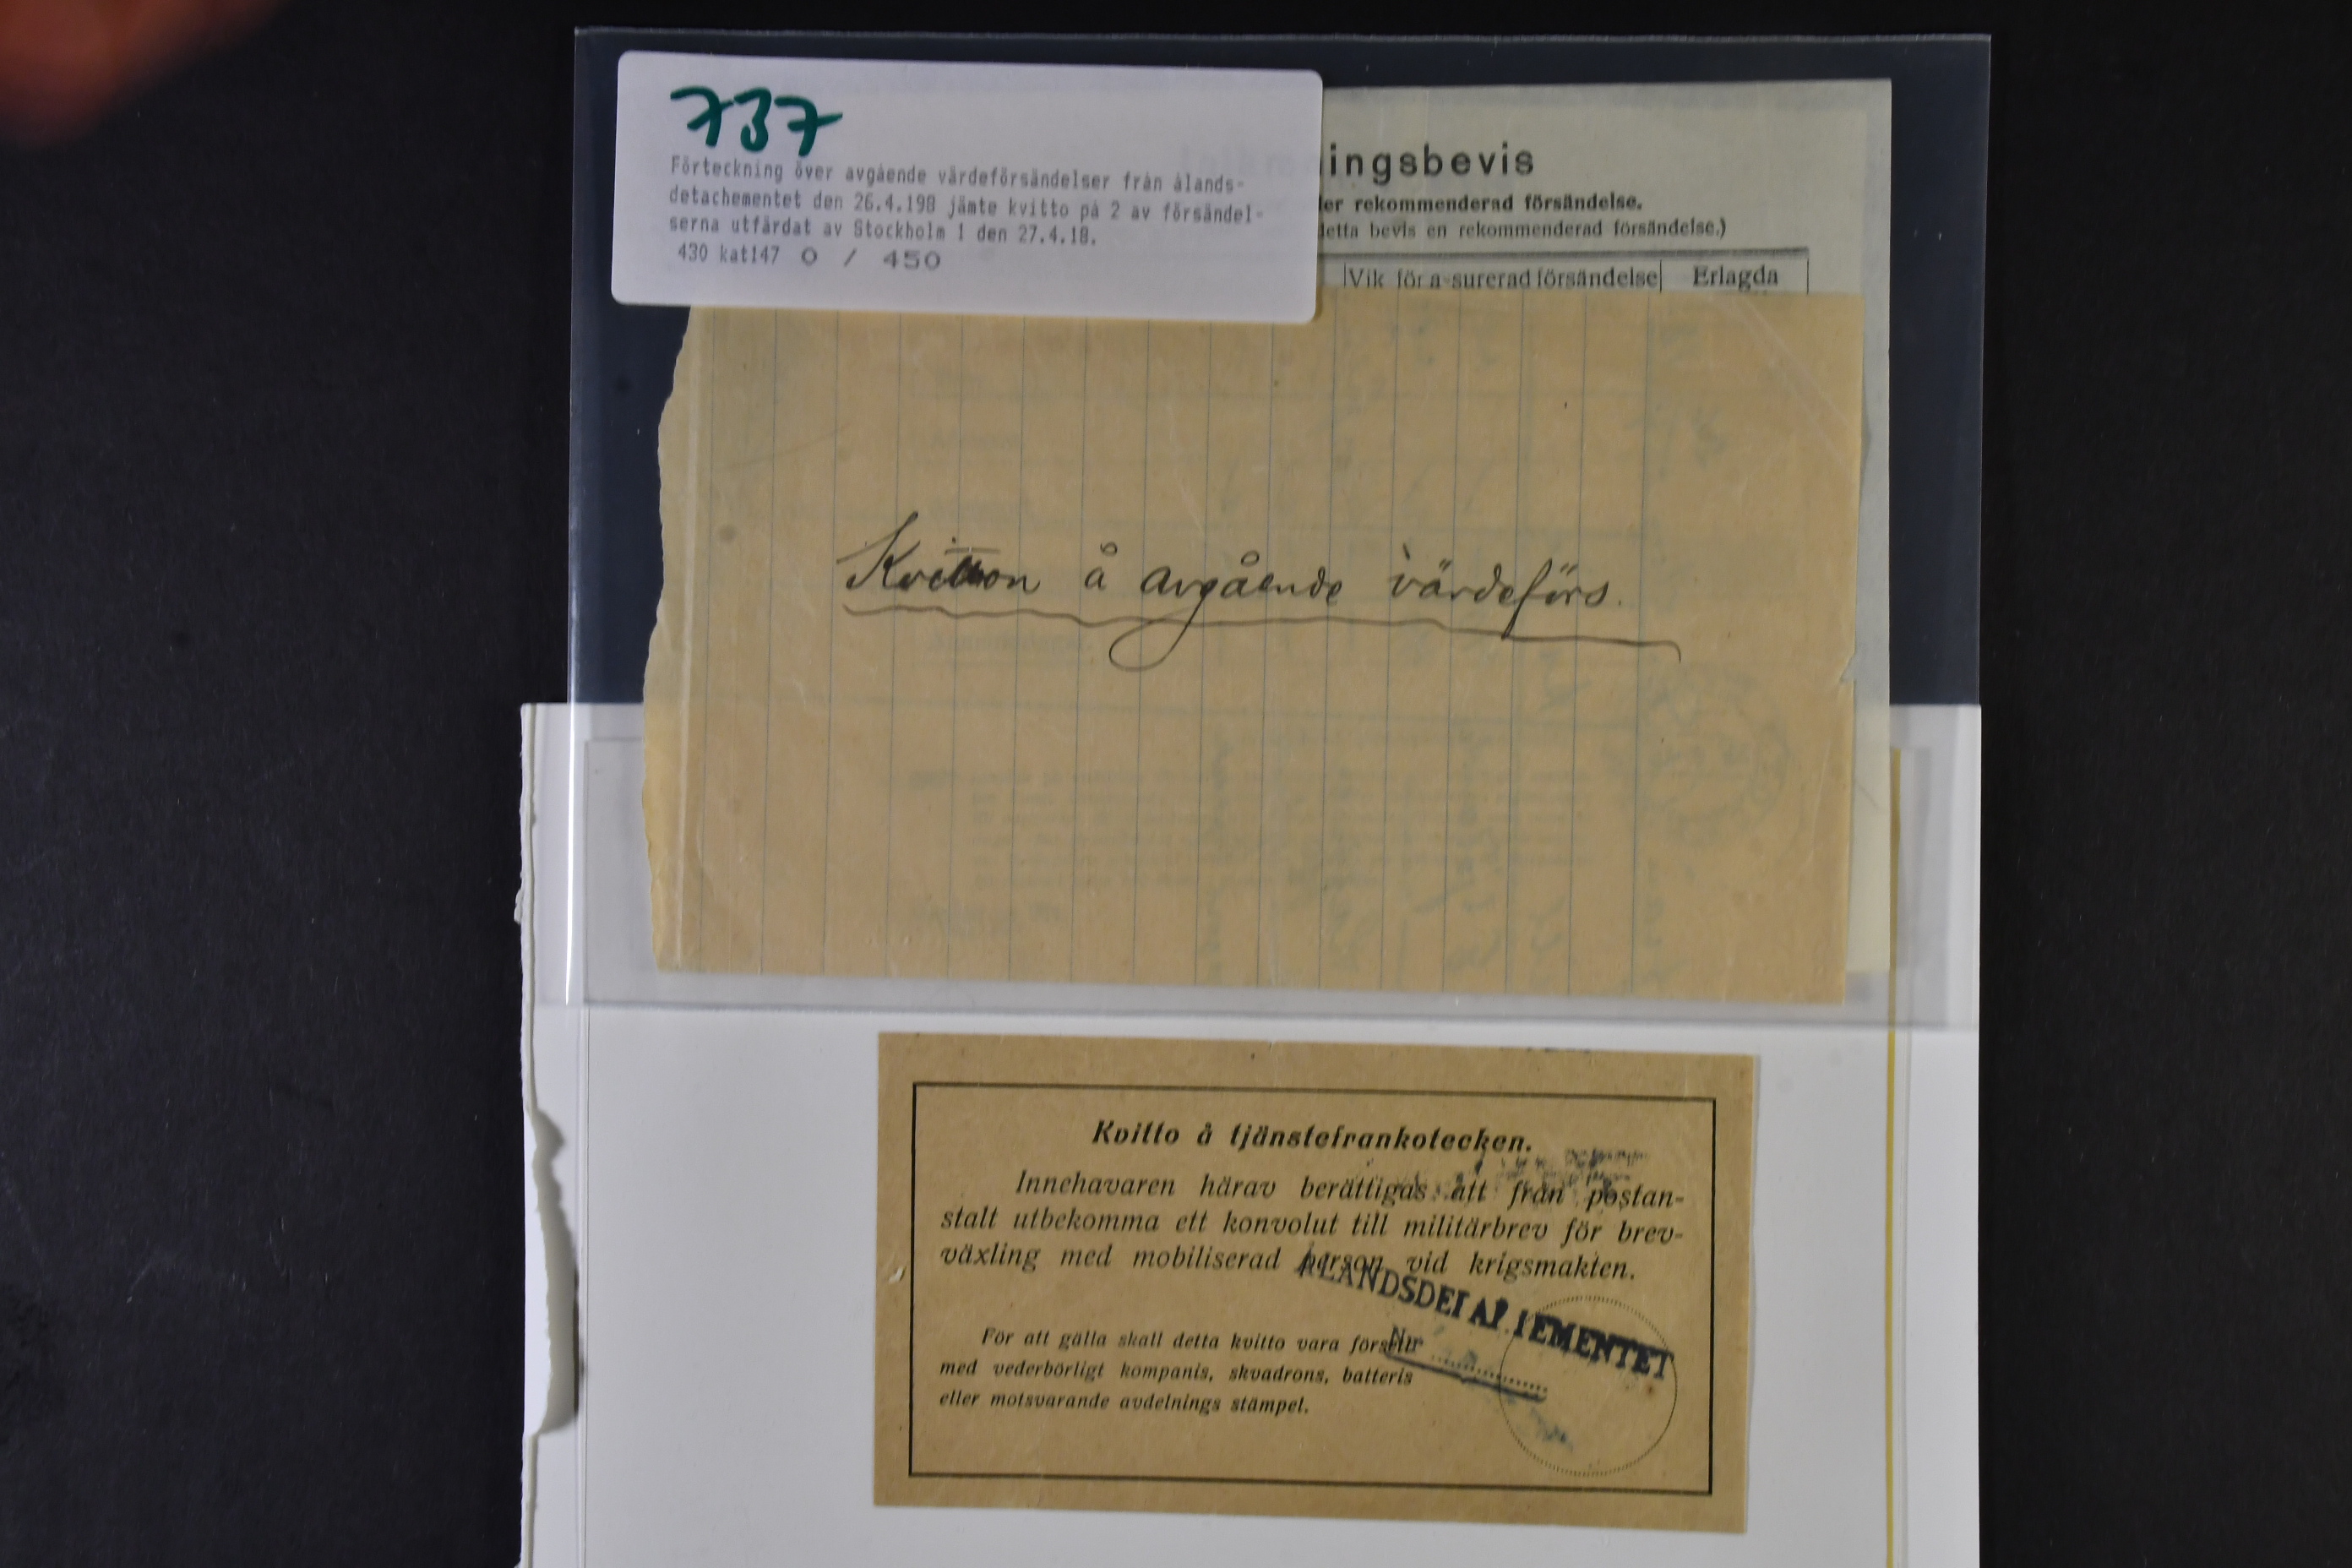 737
Förteckning över avgående värdeförsändelser från ålands-
detachementet den 26.4.198 jämte kvitto på 2 av försändel-
serna utfärdat av Stockholm 1 den 27.4.18.
430 kat147 0 / 450
ingsbevis
er rekommenderad försändelse.
detta bevis en rekommenderad försändelse.)
Vik för a-surerad försändelse Erlagda
Kvitton å avgående värdeförs.
Kvitto å tjänstefrankotecken.
Innehavaren härav berättigas att från postan-
stalt utbekomma ett konvolut till militärbrev för brev-
växling med mobiliserad person vid krigsmakten.
För att gälla skall detta kvitto vara försett
med vederbörligt kompanis, skvadrons, batteris
eller motsvarande avdelnings stämpel.
ÅLANDSDETACHEMENTET
Nr